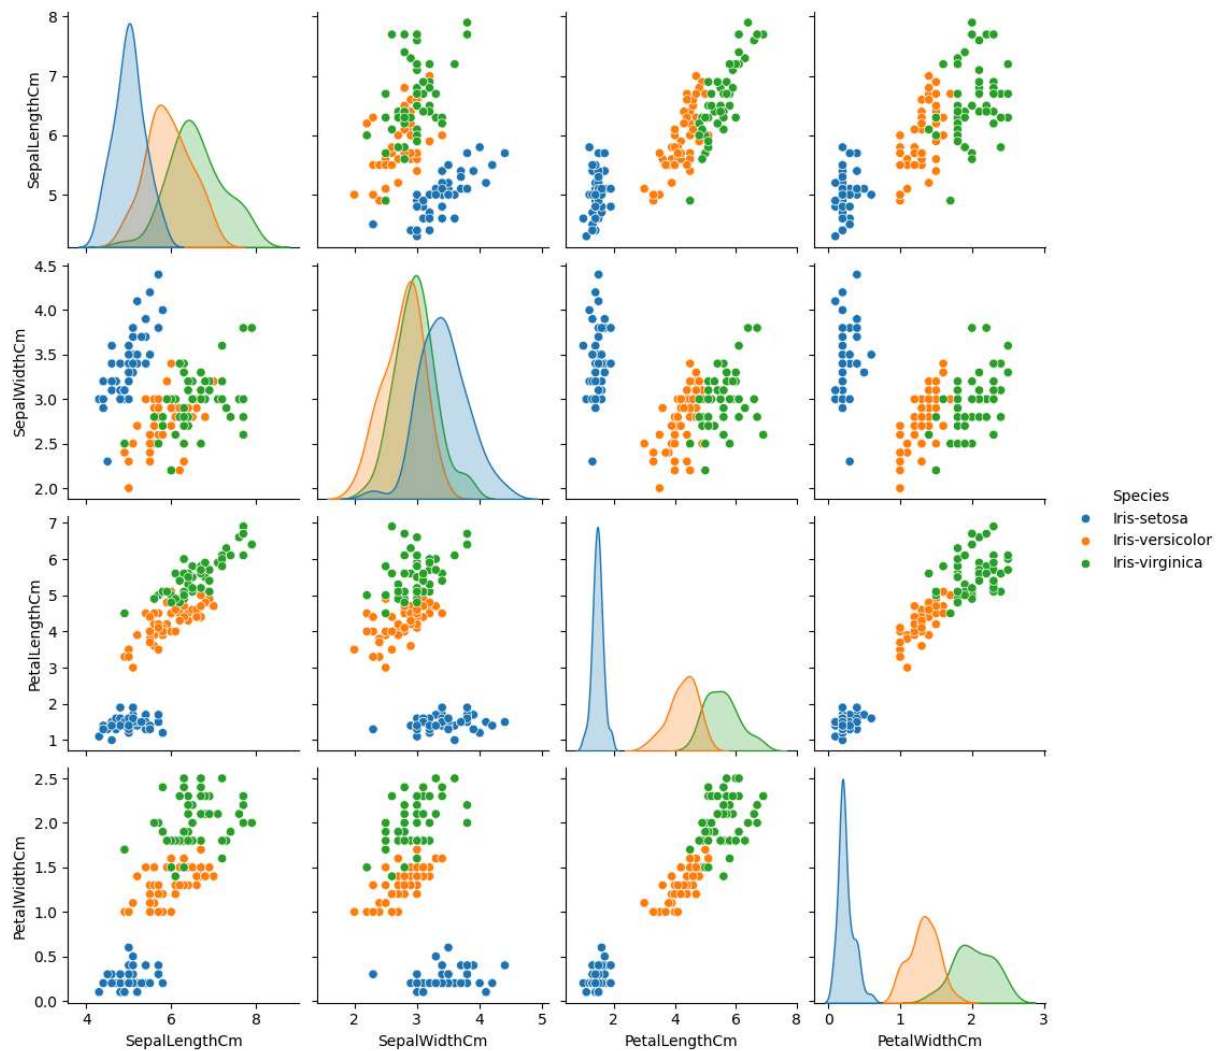 8
7
6
5
SepalLengthCm
4.5
4.0
3.5
3.0
2.5
2.0
SepalWidthCm
Species
Iris-setosa
Iris-versicolor
Iris-virginica
7
6
5
4
3
2
1
PetalLengthCm
2.5
2.0
1.5
1.0
0.5
0.0
PetalWidthCm
4 6 8
2 3 4 5
2 4 6 8
0 1 2 3
SepalLengthCm
SepalWidthCm
PetalLengthCm
PetalWidthCm